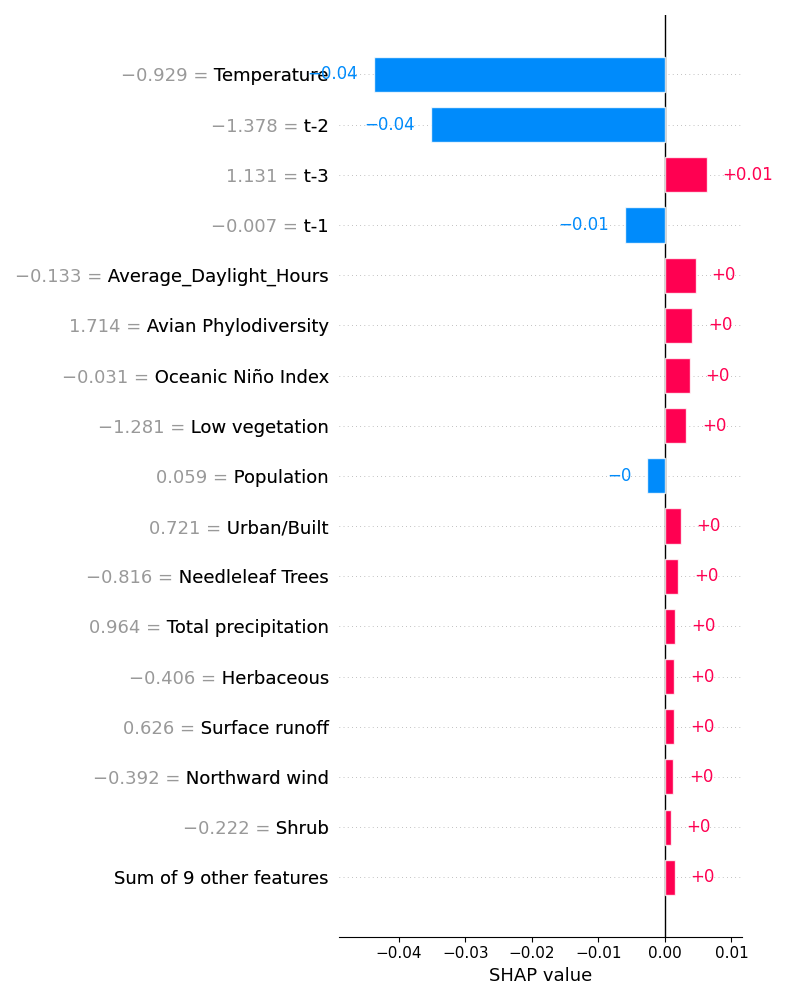 −0.929 = Temperature −0.04
−1.378 = t-2 −0.04
1.131 = t-3 +0.01
−0.007 = t-1 −0.01
−0.133 = Average_Daylight_Hours +0
1.714 = Avian Phylodiversity +0
−0.031 = Oceanic Niño Index +0
−1.281 = Low vegetation +0
0.059 = Population −0
0.721 = Urban/Built +0
−0.816 = Needleleaf Trees +0
0.964 = Total precipitation +0
−0.406 = Herbaceous +0
0.626 = Surface runoff +0
−0.392 = Northward wind +0
−0.222 = Shrub +0
Sum of 9 other features +0
−0.04 −0.03 −0.02 −0.01 0.00 0.01
SHAP value